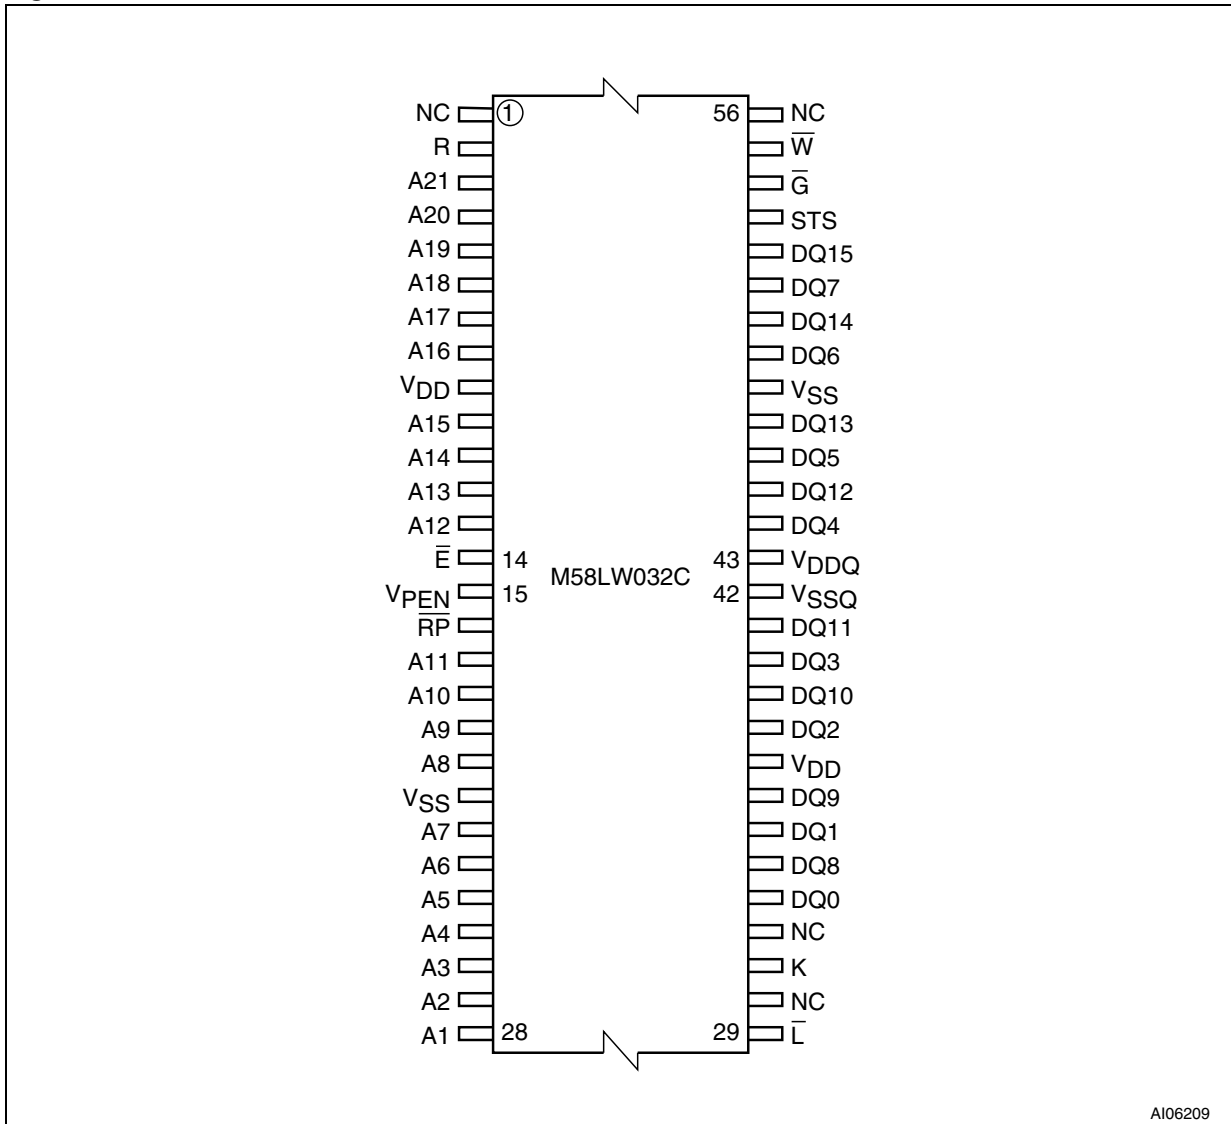 NC 1 56 NC
R W̅
A21 G̅
A20 STS
A19 DQ15
A18 DQ7
A17 DQ14
A16 DQ6
VDD VSS
A15 DQ13
A14 DQ5
A13 DQ12
A12 DQ4
E̅ 14 43 VDDQ
M58LW032C
VPEN 15 42 VSSQ
R̅P̅ DQ11
A11 DQ3
A10 DQ10
A9 DQ2
A8 VDD
VSS DQ9
A7 DQ1
A6 DQ8
A5 DQ0
A4 NC
A3 K
A2 NC
A1 28 29 L̅
AI06209